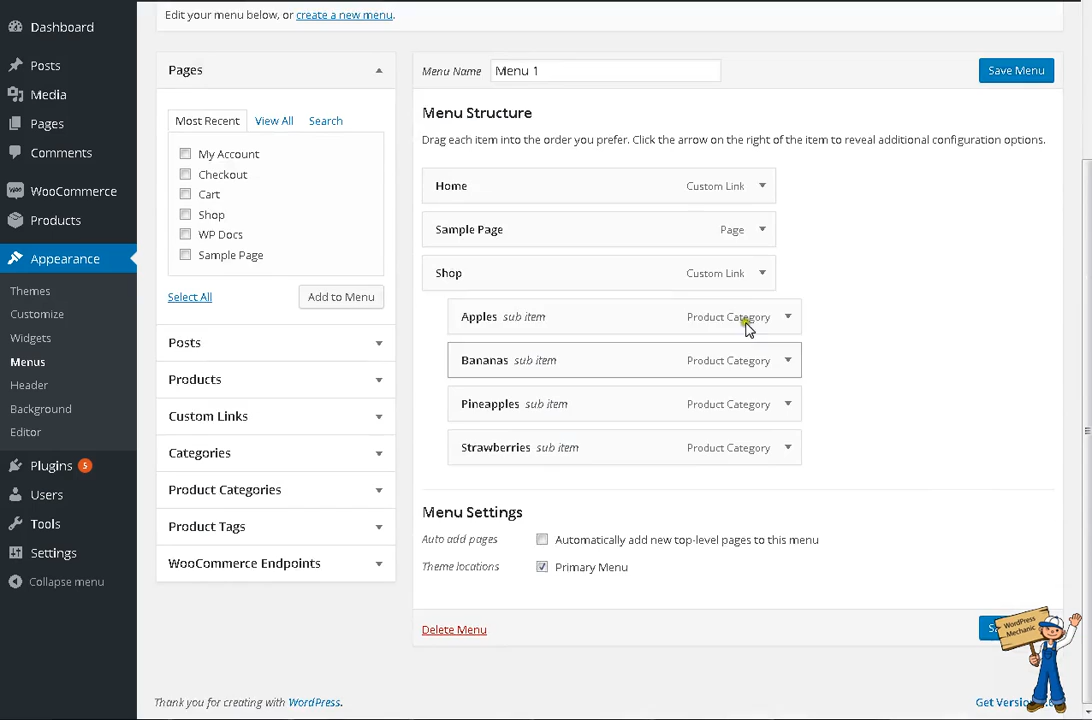 Edit your menu below, or create a new menu.
Dashboard
Posts
Media
Pages
Comments
WooCommerce
Products
Appearance
Themes
Customize
Widgets
Menus
Header
Background
Editor
Plugins 5
Users
Tools
Settings
Collapse menu
Pages
Most Recent View All Search
My Account
Checkout
Cart
Shop
WP Docs
Sample Page
Select All Add to Menu
Posts
Products
Custom Links
Categories
Product Categories
Product Tags
WooCommerce Endpoints
Menu Name Menu 1 Save Menu
Menu Structure
Drag each item into the order you prefer. Click the arrow on the right of the item to reveal additional configuration options.
Home Custom Link
Sample Page Page
Shop Custom Link
Apples sub item Product Category
Bananas sub item Product Category
Pineapples sub item Product Category
Strawberries sub item Product Category
Menu Settings
Auto add pages Automatically add new top-level pages to this menu
Theme locations Primary Menu
Delete Menu
WordPress
Mechanic
Thank you for creating with WordPress. Get